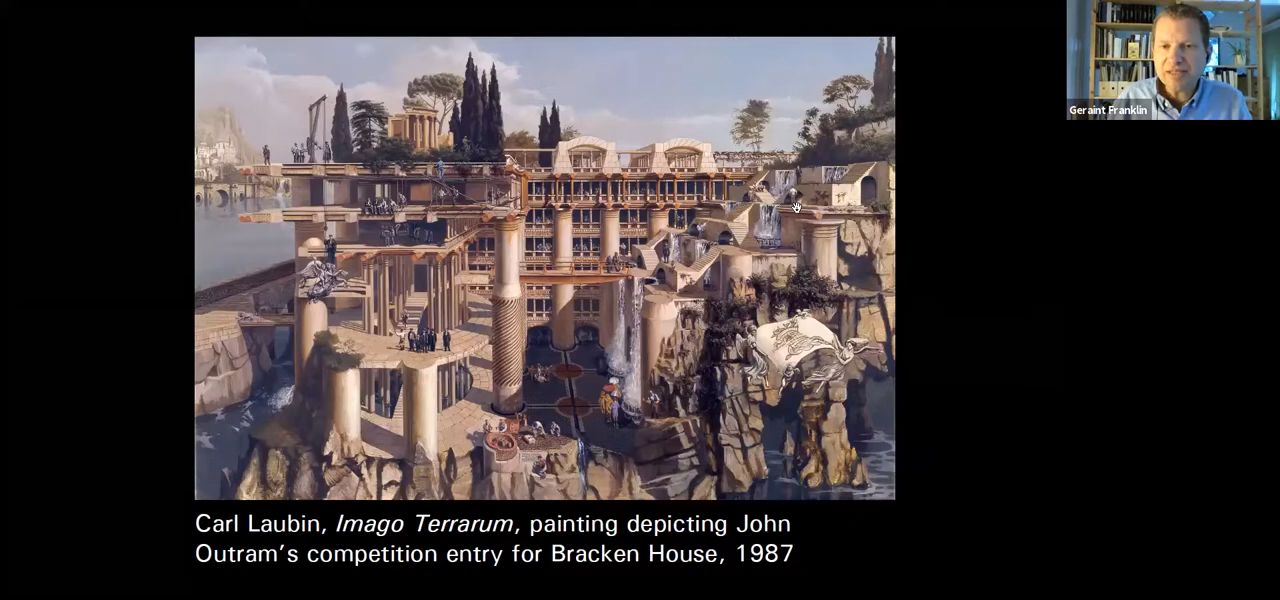 Geraint Franklin
Carl Laubin, Imago Terrarum, painting depicting John
Outram's competition entry for Bracken House, 1987